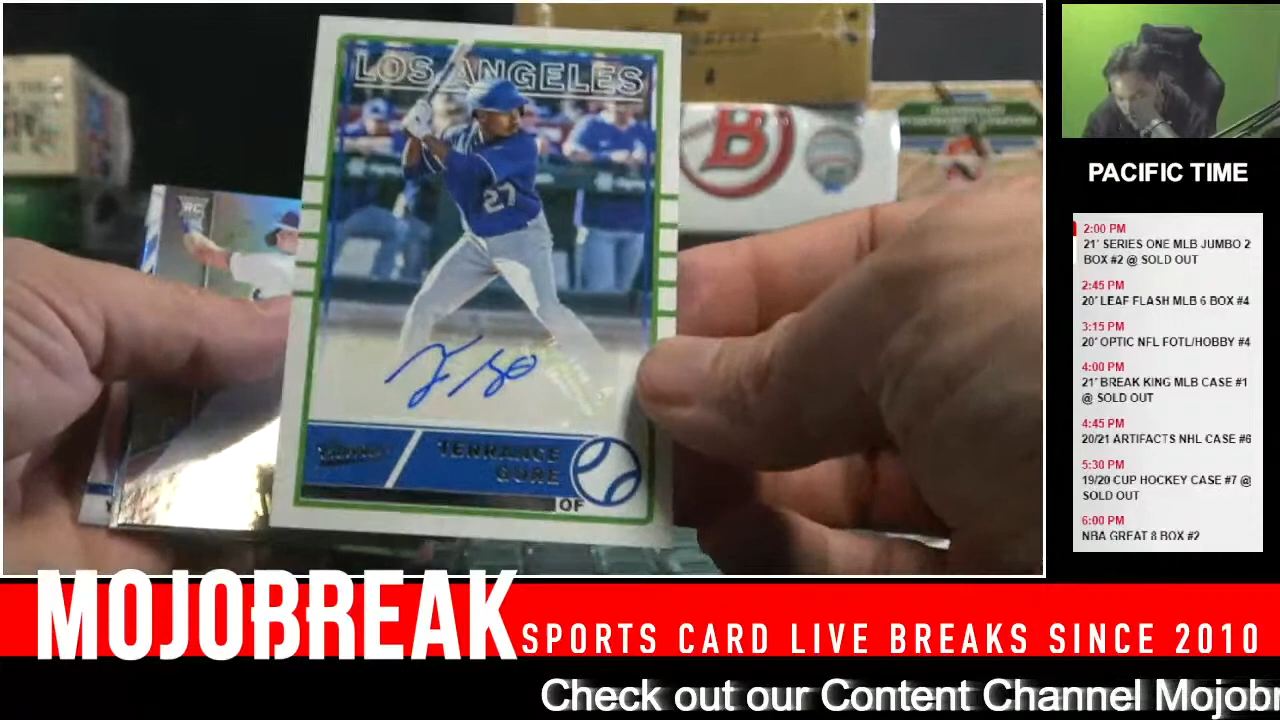 LOS ANGELES
27
TERRANCE
GORE
OF
RC
B
PACIFIC TIME
2:00 PM
21' SERIES ONE MLB JUMBO 2
BOX #2 @ SOLD OUT
2:45 PM
20' LEAF FLASH MLB 6 BOX #4
3:15 PM
20' OPTIC NFL FOTL/HOBBY #4
4:00 PM
21' BREAK KING MLB CASE #1
@ SOLD OUT
4:45 PM
20/21 ARTIFACTS NHL CASE #6
5:30 PM
19/20 CUP HOCKEY CASE #7 @
SOLD OUT
6:00 PM
NBA GREAT 8 BOX #2
MOJOBREAK
SPORTS CARD LIVE BREAKS SINCE 2010
Check out our Content Channel Mojobr